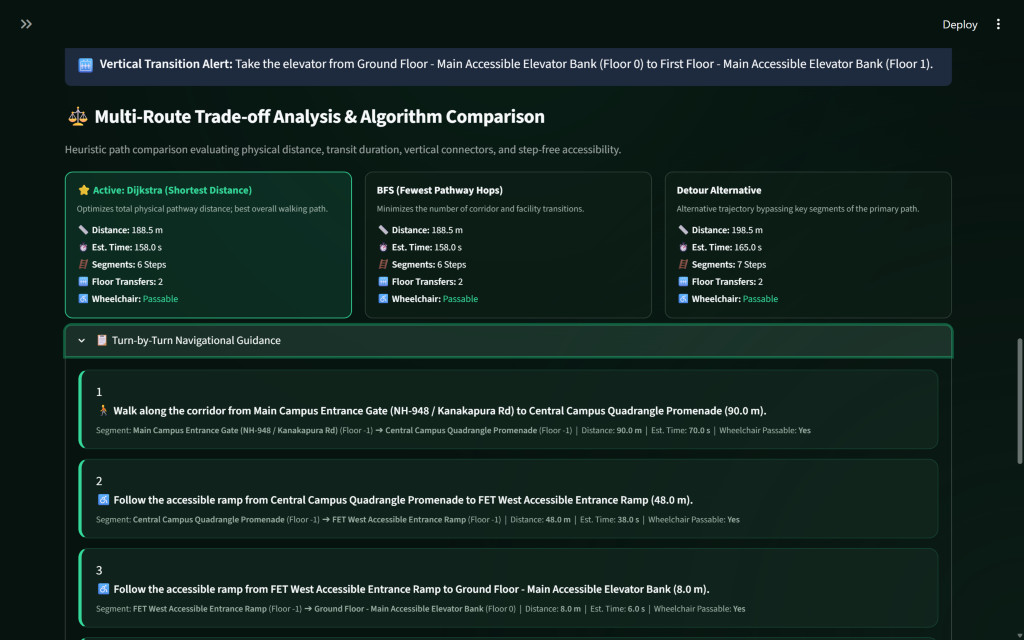 Deploy
Vertical Transition Alert: Take the elevator from Ground Floor - Main Accessible Elevator Bank (Floor 0) to First Floor - Main Accessible Elevator Bank (Floor 1).
Multi-Route Trade-off Analysis & Algorithm Comparison
Heuristic path comparison evaluating physical distance, transit duration, vertical connectors, and step-free accessibility.
Active: Dijkstra (Shortest Distance)
Optimizes total physical pathway distance; best overall walking path.
Distance: 188.5 m
Est. Time: 158.0 s
Segments: 6 Steps
Floor Transfers: 2
Wheelchair: Passable
BFS (Fewest Pathway Hops)
Minimizes the number of corridor and facility transitions.
Distance: 188.5 m
Est. Time: 158.0 s
Segments: 6 Steps
Floor Transfers: 2
Wheelchair: Passable
Detour Alternative
Alternative trajectory bypassing key segments of the primary path.
Distance: 198.5 m
Est. Time: 165.0 s
Segments: 7 Steps
Floor Transfers: 2
Wheelchair: Passable
Turn-by-Turn Navigational Guidance
1
Walk along the corridor from Main Campus Entrance Gate (NH-948 / Kanakapura Rd) to Central Campus Quadrangle Promenade (90.0 m).
Segment: Main Campus Entrance Gate (NH-948 / Kanakapura Rd) (Floor -1) ➔ Central Campus Quadrangle Promenade (Floor -1) | Distance: 90.0 m | Est. Time: 70.0 s | Wheelchair Passable: Yes
2
Follow the accessible ramp from Central Campus Quadrangle Promenade to FET West Accessible Entrance Ramp (48.0 m).
Segment: Central Campus Quadrangle Promenade (Floor -1) ➔ FET West Accessible Entrance Ramp (Floor -1) | Distance: 48.0 m | Est. Time: 38.0 s | Wheelchair Passable: Yes
3
Follow the accessible ramp from FET West Accessible Entrance Ramp to Ground Floor - Main Accessible Elevator Bank (8.0 m).
Segment: FET West Accessible Entrance Ramp (Floor -1) ➔ Ground Floor - Main Accessible Elevator Bank (Floor 0) | Distance: 8.0 m | Est. Time: 6.0 s | Wheelchair Passable: Yes